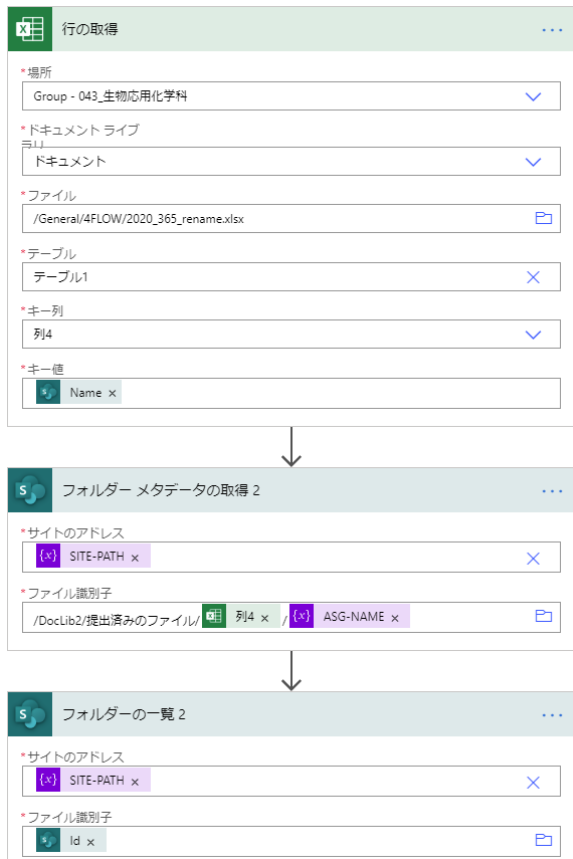 行の取得
*場所
Group - 043_生物応用化学科
*ドキュメント ライブ
ラリ
ドキュメント
*ファイル
/General/4FLOW/2020_365_rename.xlsx
*テーブル
テーブル1
*キー列
列4
*キー値
Name ×
フォルダー メタデータの取得 2
*サイトのアドレス
{x} SITE-PATH ×
*ファイル識別子
/DocLib2/提出済みのファイル/ 列4 × / {x} ASG-NAME ×
フォルダーの一覧 2
*サイトのアドレス
{x} SITE-PATH ×
*ファイル識別子
Id ×